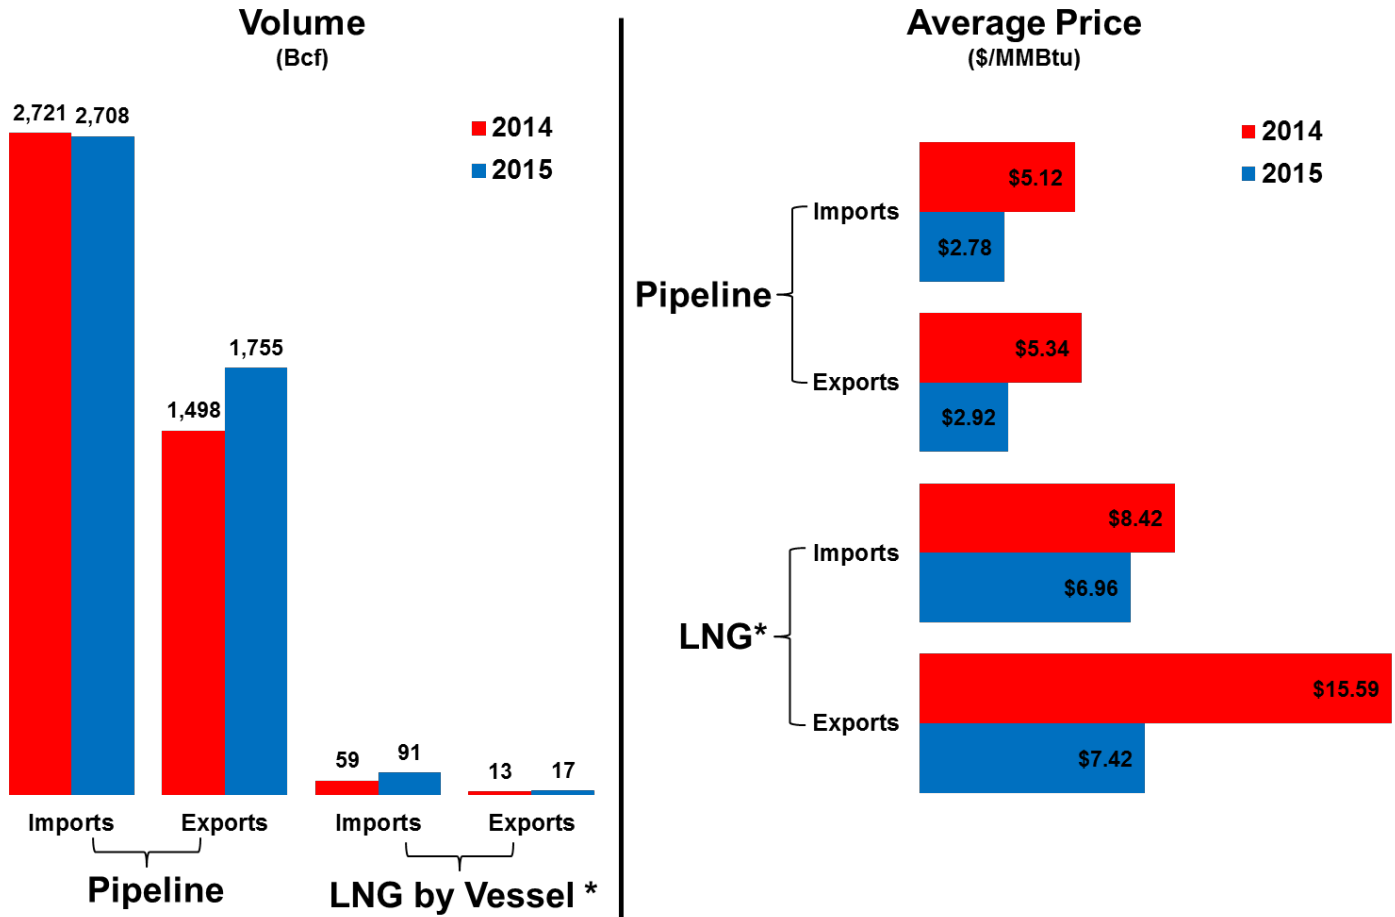 Volume
(Bcf)
2014
2015
2,721
2,708
1,498
1,755
59
91
13
17
Imports
Exports
Imports
Exports
Pipeline
LNG by Vessel *
Average Price
($/MMBtu)
2014
2015
Pipeline
Imports
$5.12
$2.78
Exports
$5.34
$2.92
LNG*
Imports
$8.42
$6.96
Exports
$15.59
$7.42